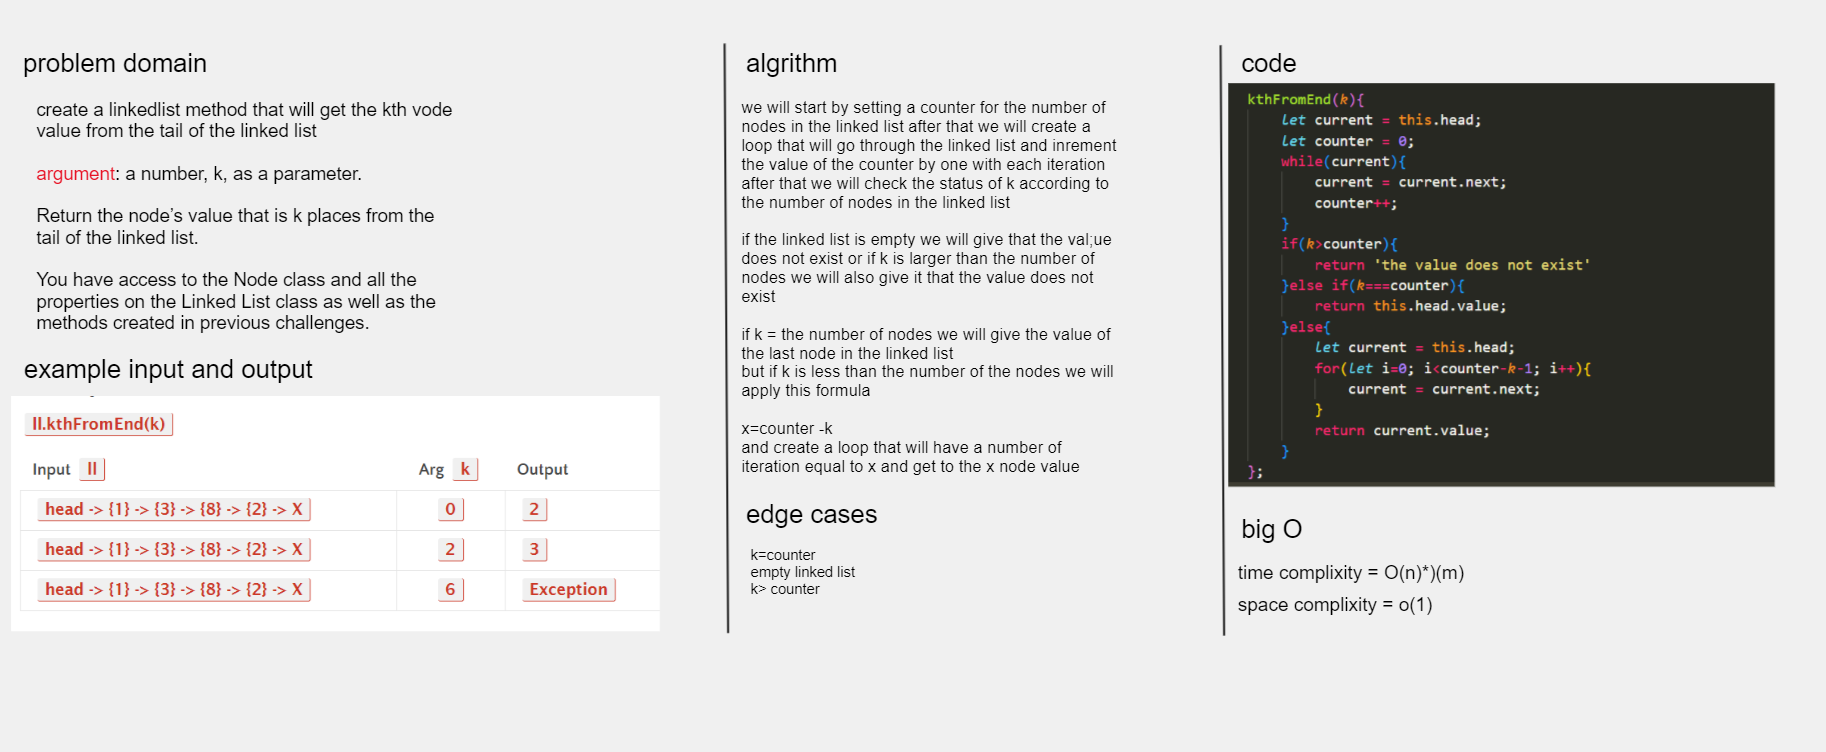 problem domain
create a linkedlist method that will get the kth vode
value from the tail of the linked list
argument: a number, k, as a parameter.
Return the node’s value that is k places from the
tail of the linked list.
You have access to the Node class and all the
properties on the Linked List class as well as the
methods created in previous challenges.
example input and output
ll.kthFromEnd(k)
Input ll Arg k Output
head -> {1} -> {3} -> {8} -> {2} -> X 0 2
head -> {1} -> {3} -> {8} -> {2} -> X 2 3
head -> {1} -> {3} -> {8} -> {2} -> X 6 Exception
algrithm
we will start by setting a counter for the number of
nodes in the linked list after that we will create a
loop that will go through the linked list and inrement
the value of the counter by one with each iteration
after that we will check the status of k according to
the number of nodes in the linked list
if the linked list is empty we will give that the val;ue
does not exist or if k is larger than the number of
nodes we will also give it that the value does not
exist
if k = the number of nodes we will give the value of
the last node in the linked list
but if k is less than the number of the nodes we will
apply this formula
x=counter -k
and create a loop that will have a number of
iteration equal to x and get to the x node value
edge cases
k=counter
empty linked list
k> counter
code
kthFromEnd(k){
let current = this.head;
let counter = 0;
while(current){
current = current.next;
counter++;
}
if(k>counter){
return 'the value does not exist'
}else if(k===counter){
return this.head.value;
}else{
let current = this.head;
for(let i=0; i<counter-k-1; i++){
current = current.next;
}
return current.value;
}
};
big O
time complixity = O(n)*)(m)
space complixity = o(1)